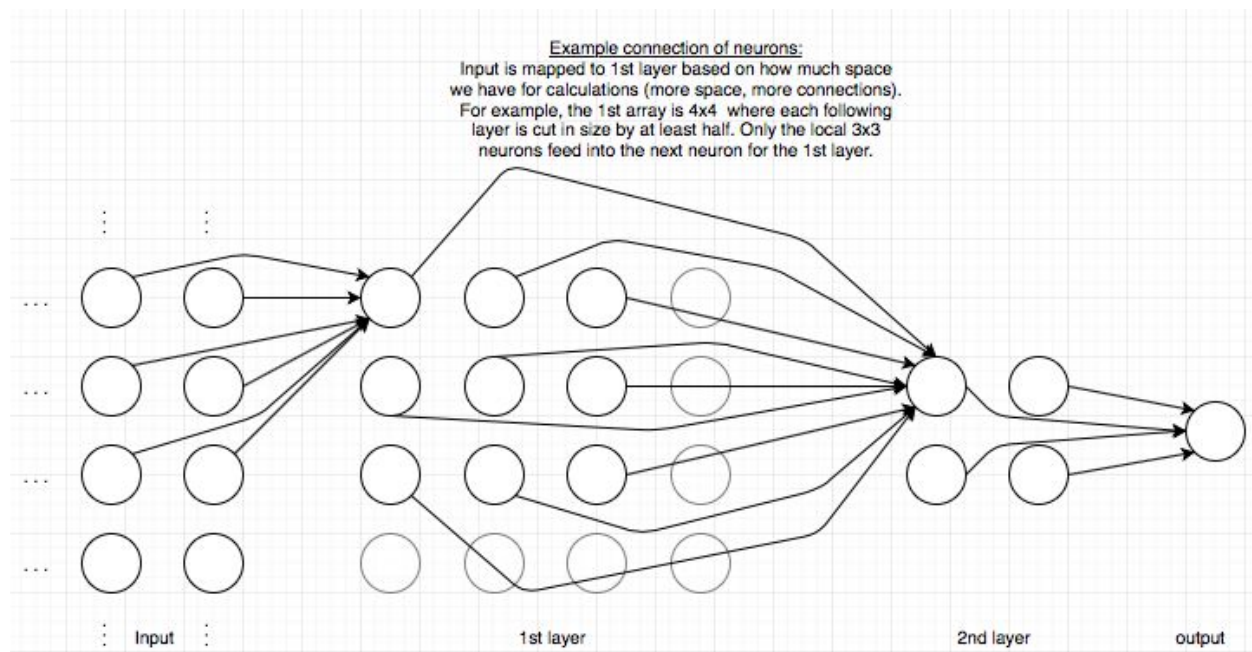 Example connection of neurons:
Input is mapped to 1st layer based on how much space
we have for calculations (more space, more connections).
For example, the 1st array is 4x4 where each following
layer is cut in size by at least half. Only the local 3x3
neurons feed into the next neuron for the 1st layer.
...
...
...
...
Input
1st layer
2nd layer
output